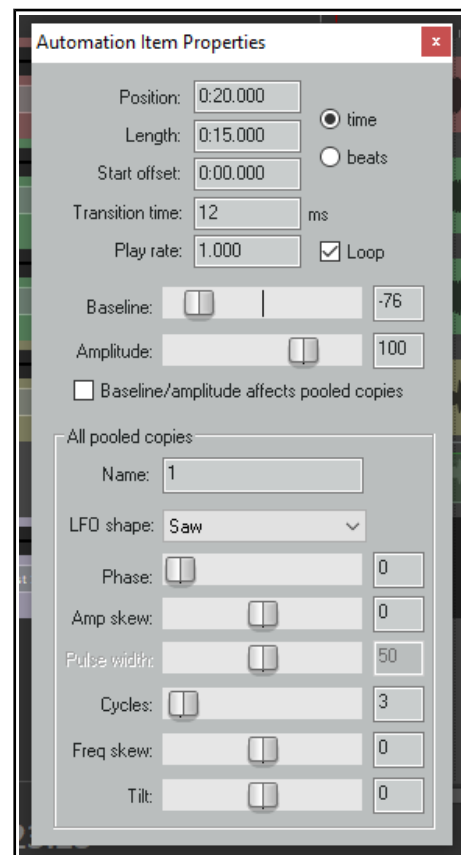 Automation Item Properties x
Position: 0:20.000
time
Length: 0:15.000
beats
Start offset: 0:00.000
Transition time: 12 ms
Play rate: 1.000 Loop
Baseline: -76
Amplitude: 100
Baseline/amplitude affects pooled copies
All pooled copies
Name: 1
LFO shape: Saw
Phase: 0
Amp skew: 0
Pulse width: 50
Cycles: 3
Freq skew: 0
Tilt: 0